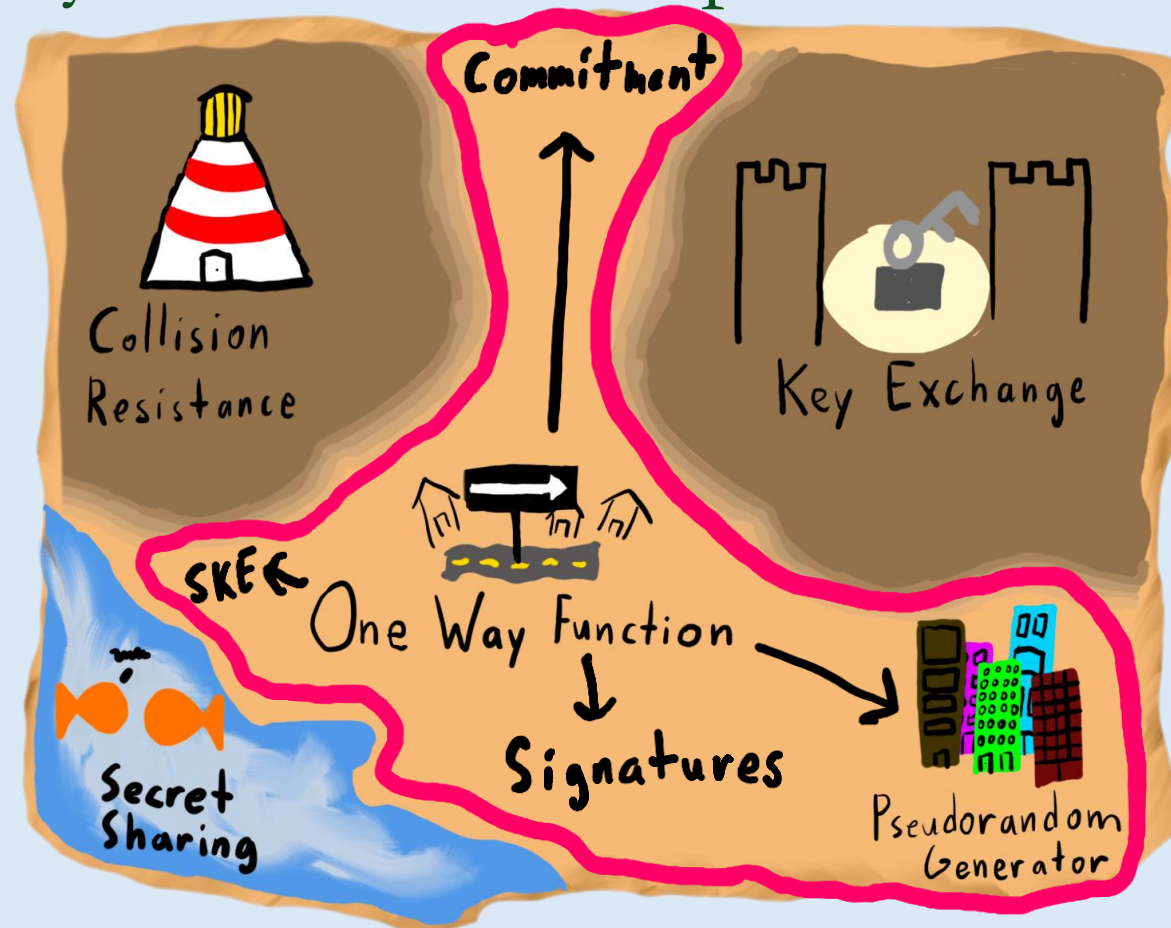 Commitment
Collision
Resistance
Key Exchange
SKE
One Way Function
Signatures
Secret
Sharing
Pseudorandom
Generator